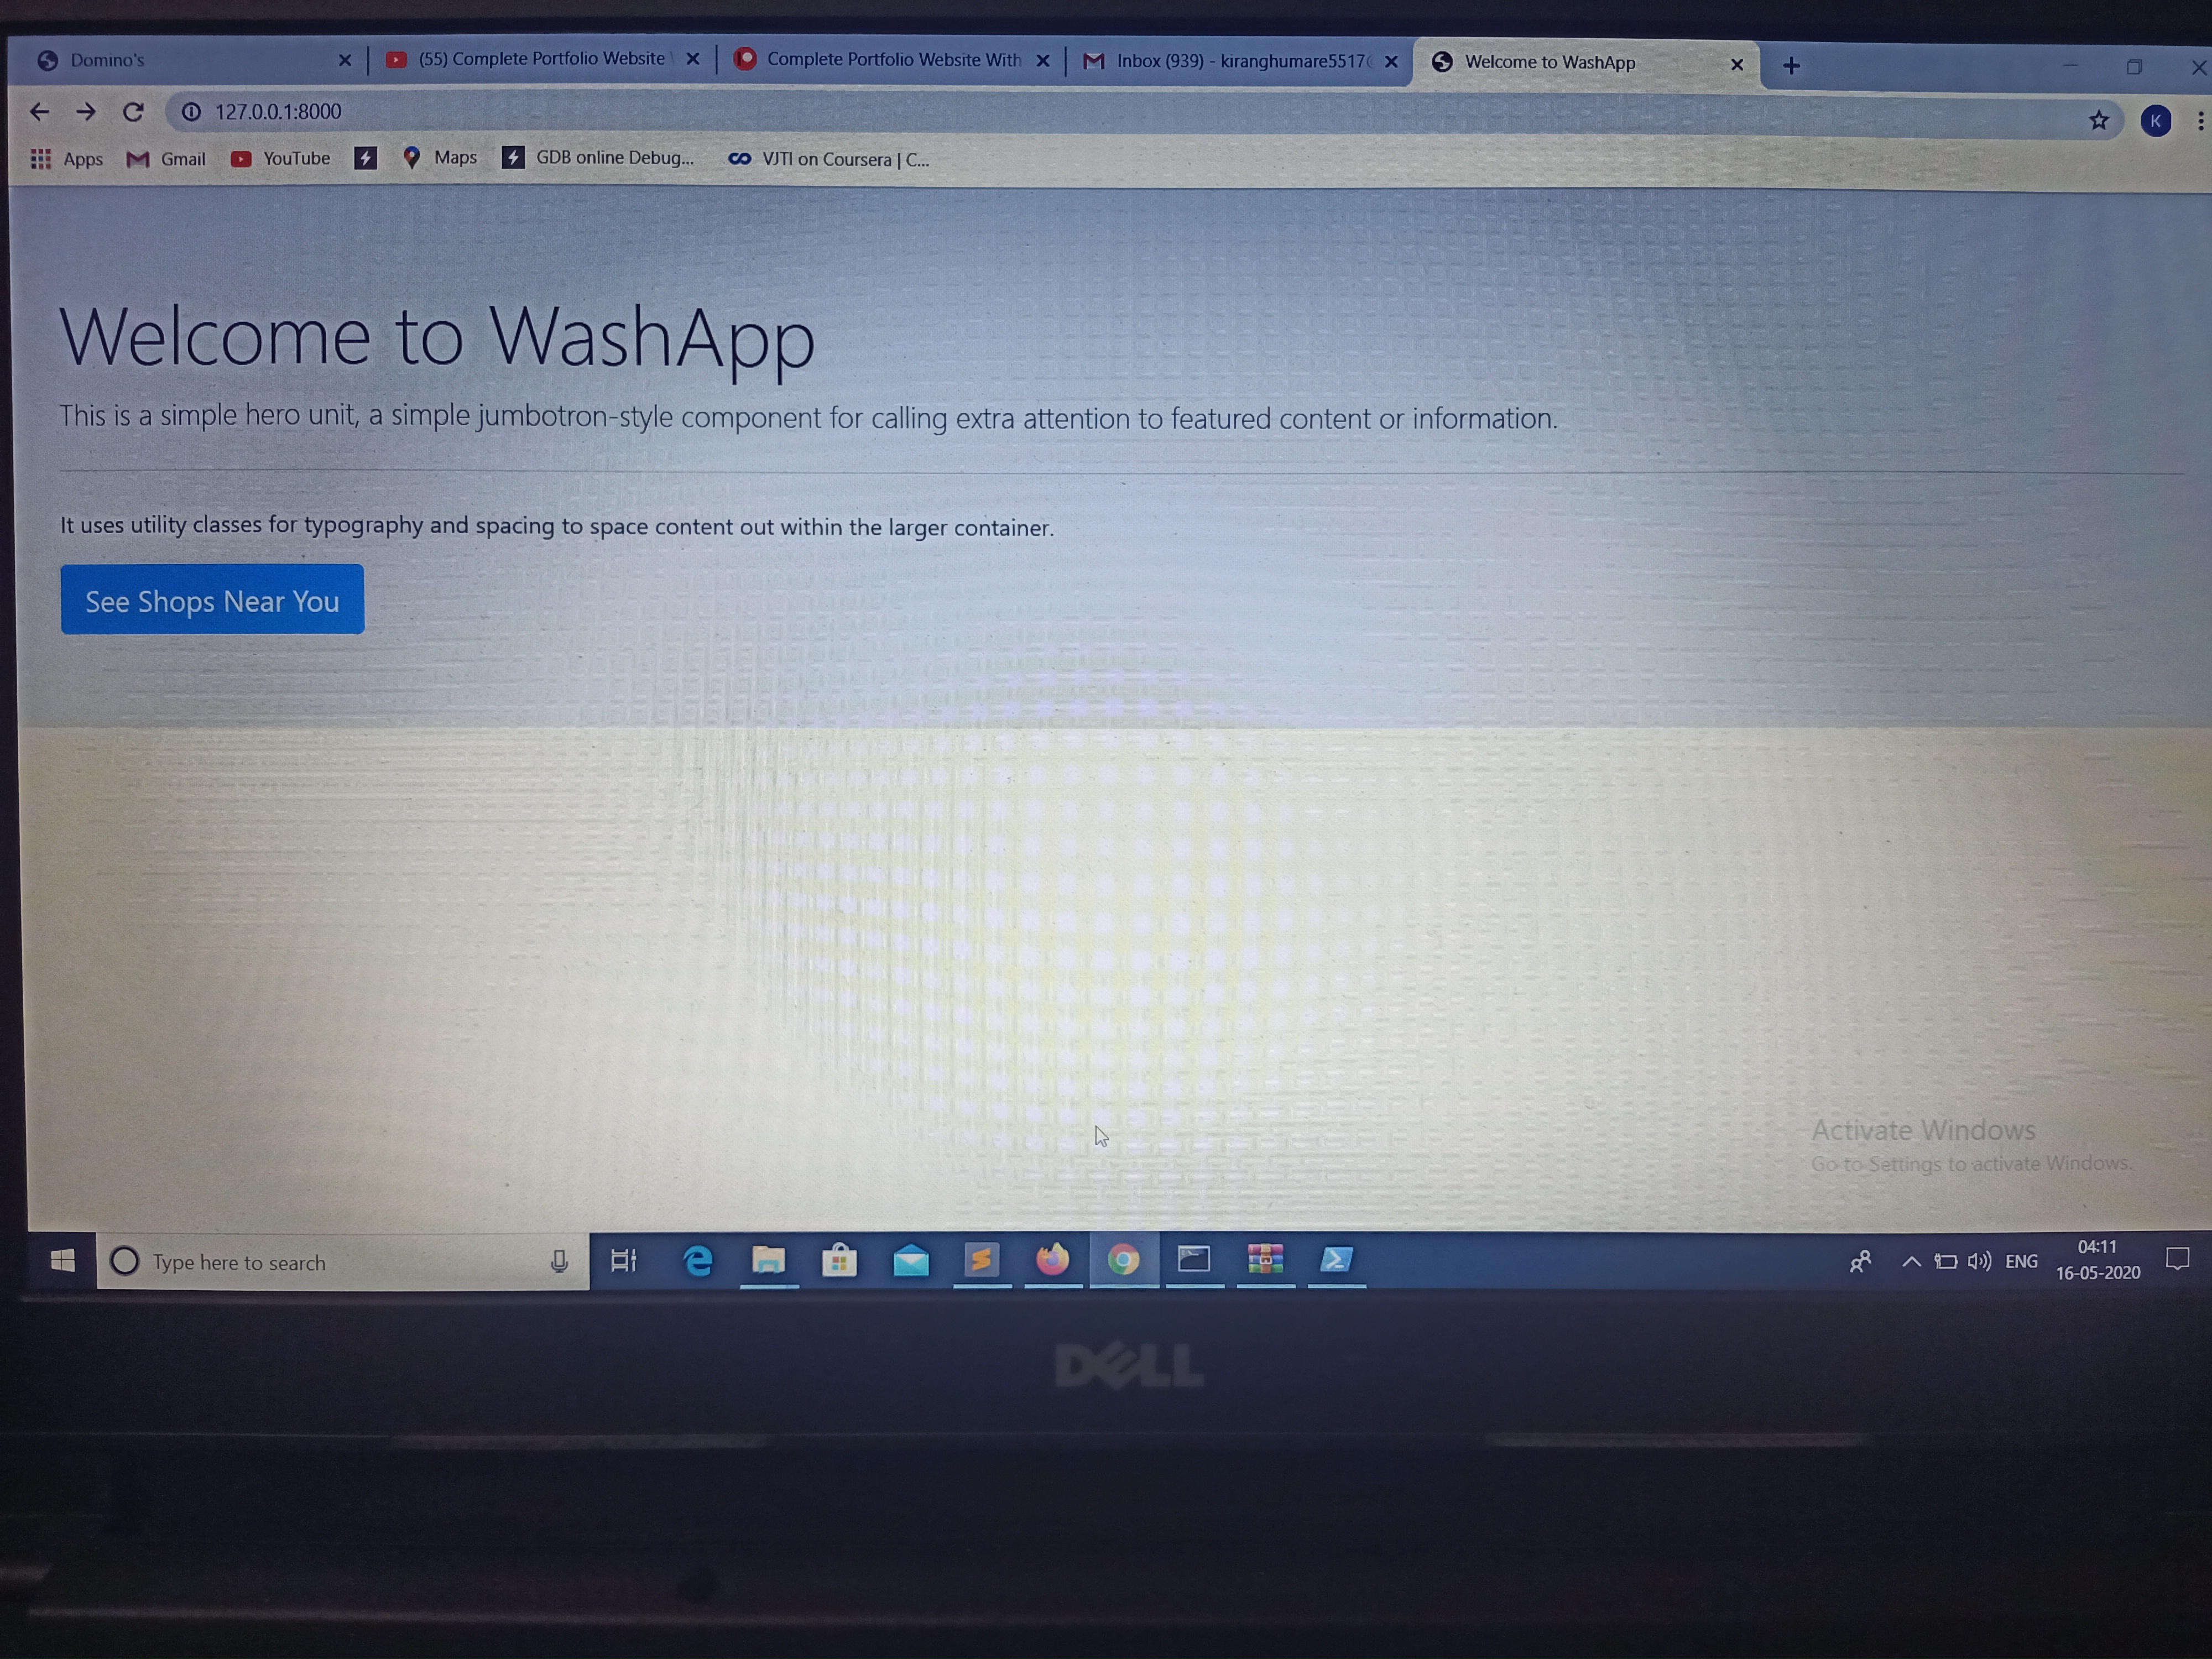 Domino's
(55) Complete Portfolio Website
Complete Portfolio Website With
Inbox (939) - kiranghumare5517
Welcome to WashApp
127.0.0.1:8000
K
Apps
Gmail
YouTube
Maps
GDB online Debug...
VJTI on Coursera | C...
Welcome to WashApp
This is a simple hero unit, a simple jumbotron-style component for calling extra attention to featured content or information.
It uses utility classes for typography and spacing to space content out within the larger container.
See Shops Near You
Activate Windows
Go to Settings to activate Windows.
Type here to search
ENG
04:11
16-05-2020
DELL